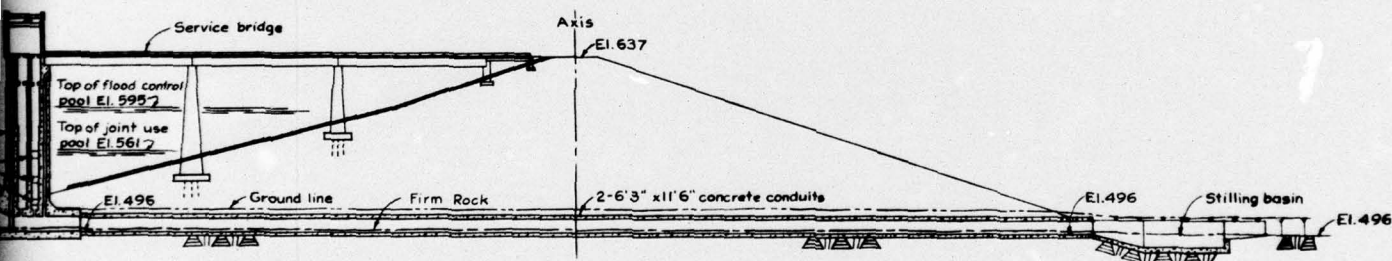 Service bridge
Axis
El.637
Top of flood control
pool El. 595
Top of joint use
pool El.561
El.496
Ground line
Firm Rock
2-6'3" x11'6" concrete conduits
El.496
Stilling basin
El.496